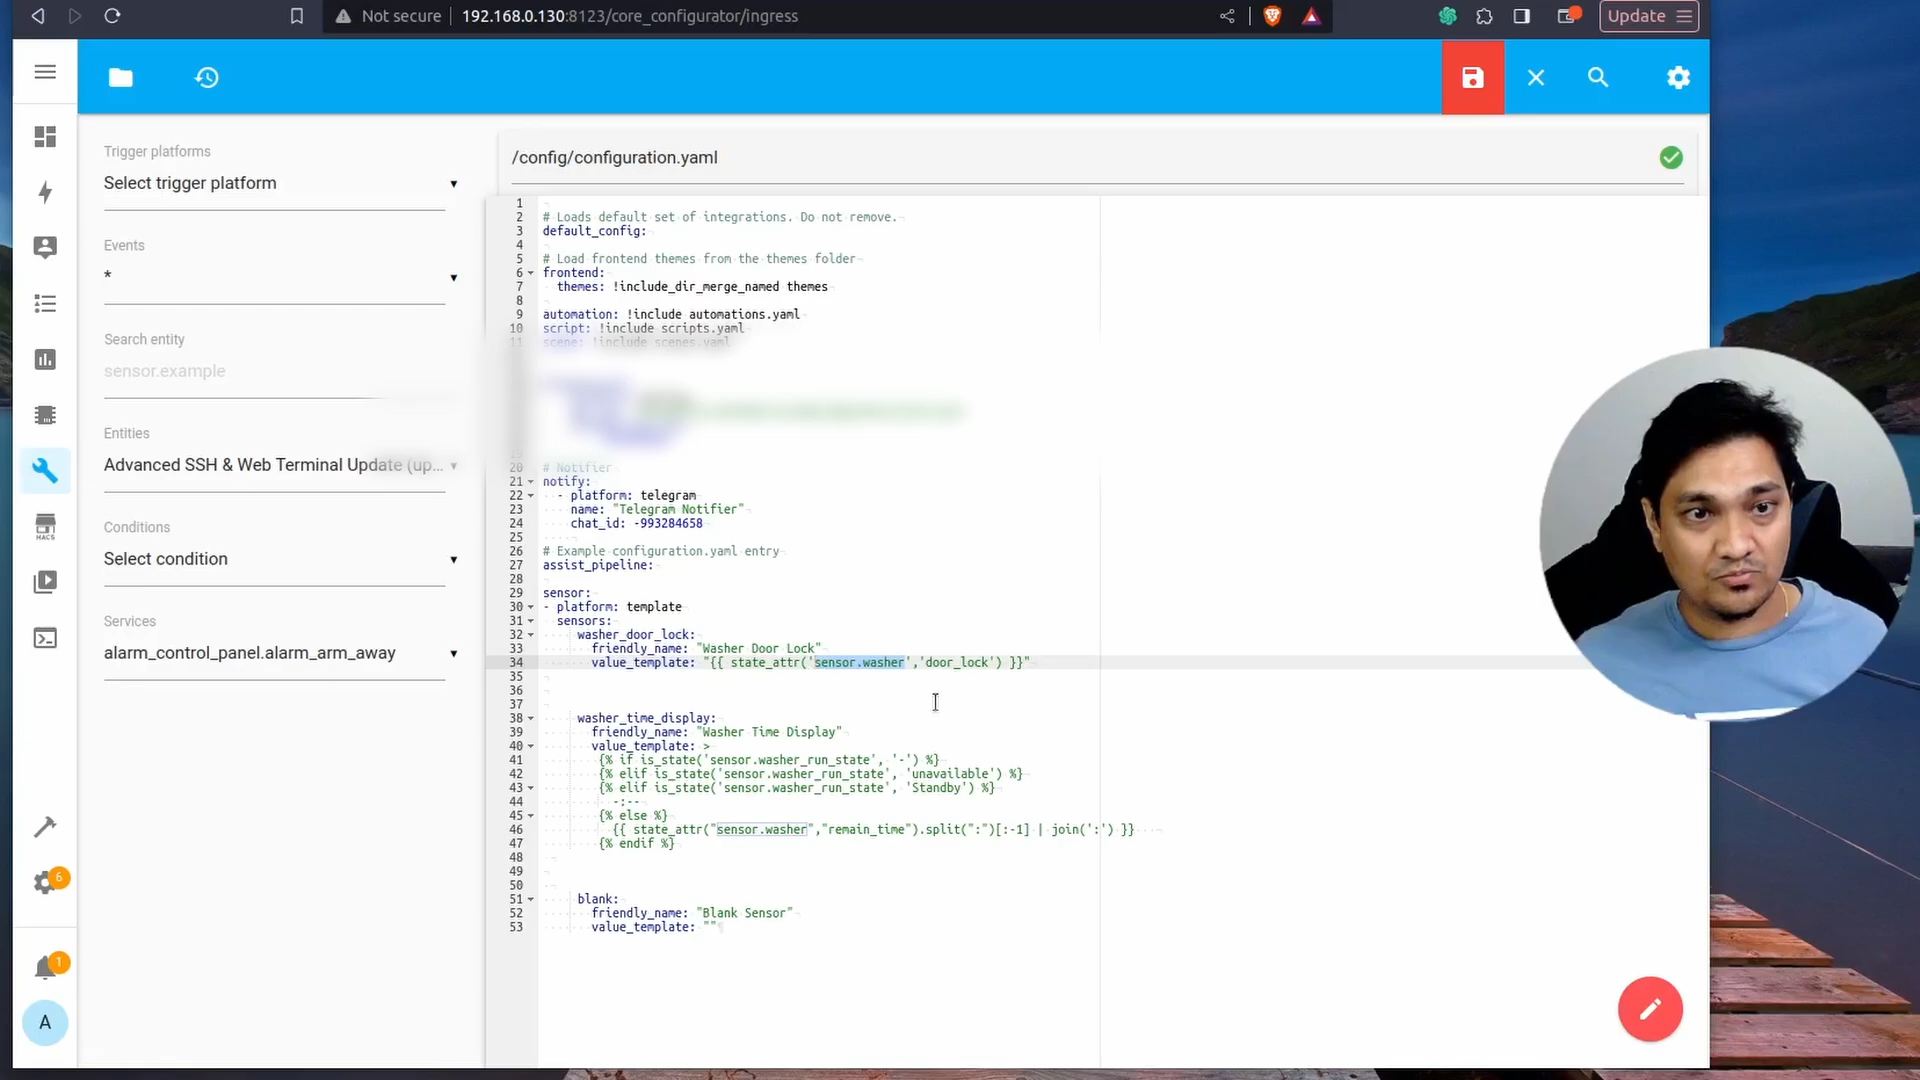 Not secure
192.168.0.130:8123/core_configurator/ingress
Update
Trigger platforms
Select trigger platform
Events
*
Search entity
sensor.example
Entities
Advanced SSH & Web Terminal Update (up...
Conditions
Select condition
Services
alarm_control_panel.alarm_arm_away
HACS
6
1
A
/config/configuration.yaml
1
2 # Loads default set of integrations. Do not remove.
3 default_config:
4
5 # Load frontend themes from the themes folder
6 frontend:
7 themes: !include_dir_merge_named themes
8
9 automation: !include automations.yaml
10 script: !include scripts.yaml
11 scene: !include scenes.yaml
19
20 # Notifier
21 notify:
22 - platform: telegram
23 name: "Telegram Notifier"
24 chat_id: -993284658
25
26 # Example configuration.yaml entry
27 assist_pipeline:
28
29 sensor:
30 - platform: template
31 sensors:
32 washer_door_lock:
33 friendly_name: "Washer Door Lock"
34 value_template: "{{ state_attr('sensor.washer','door_lock') }}"
35
36
37
38 washer_time_display:
39 friendly_name: "Washer Time Display"
40 value_template: >
41 {% if is_state('sensor.washer_run_state', '-') %}
42 {% elif is_state('sensor.washer_run_state', 'unavailable') %}
43 {% elif is_state('sensor.washer_run_state', 'Standby') %}
44 -:--
45 {% else %}
46 {{ state_attr("sensor.washer","remain_time").split(":")[:-1] | join(':') }}
47 {% endif %}
48
49
50
51 blank:
52 friendly_name: "Blank Sensor"
53 value_template: ""